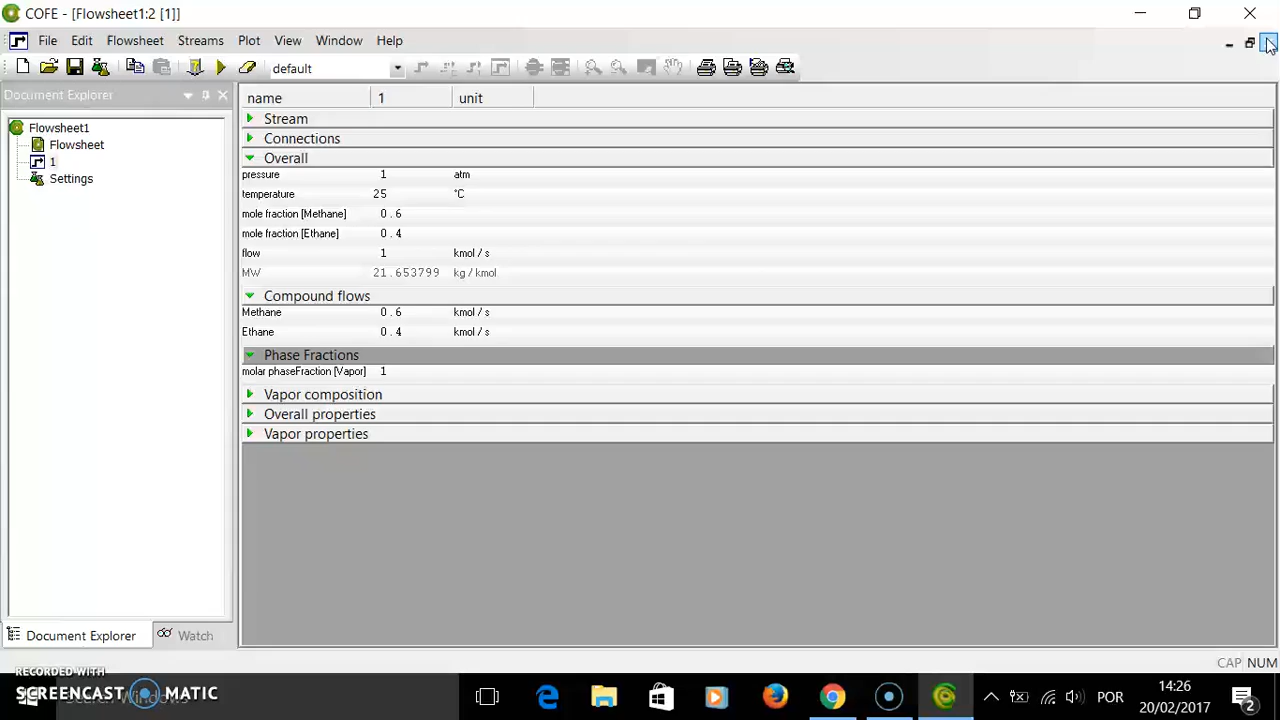 COFE - [Flowsheet1:2 [1]]
File Edit Flowsheet Streams Plot View Window Help
default
Document Explorer
name 1 unit
Flowsheet1
Flowsheet
1
Settings
Stream
Connections
Overall
pressure 1 atm
temperature 25 °C
mole fraction [Methane] 0.6
mole fraction [Ethane] 0.4
flow 1 kmol / s
MW 21.653799 kg / kmol
Compound flows
Methane 0.6 kmol / s
Ethane 0.4 kmol / s
Phase Fractions
molar phaseFraction [Vapor] 1
Vapor composition
Overall properties
Vapor properties
Document Explorer Watch
CAP NUM
RECORDED WITH
SCREENCAST MATIC
POR
14:26
20/02/2017
2